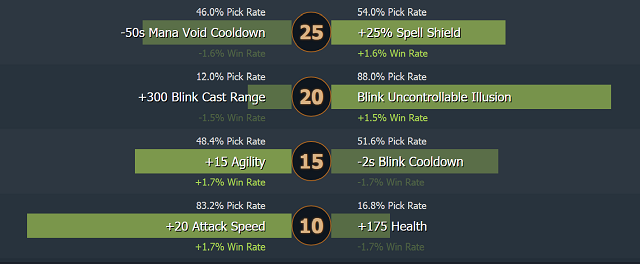 46.0% Pick Rate 54.0% Pick Rate
-50s Mana Void Cooldown 25 +25% Spell Shield
-1.6% Win Rate +1.6% Win Rate
12.0% Pick Rate 88.0% Pick Rate
+300 Blink Cast Range 20 Blink Uncontrollable Illusion
-1.5% Win Rate +1.5% Win Rate
48.4% Pick Rate 51.6% Pick Rate
+15 Agility 15 -2s Blink Cooldown
+1.7% Win Rate -1.7% Win Rate
83.2% Pick Rate 16.8% Pick Rate
+20 Attack Speed 10 +175 Health
+1.7% Win Rate -1.7% Win Rate